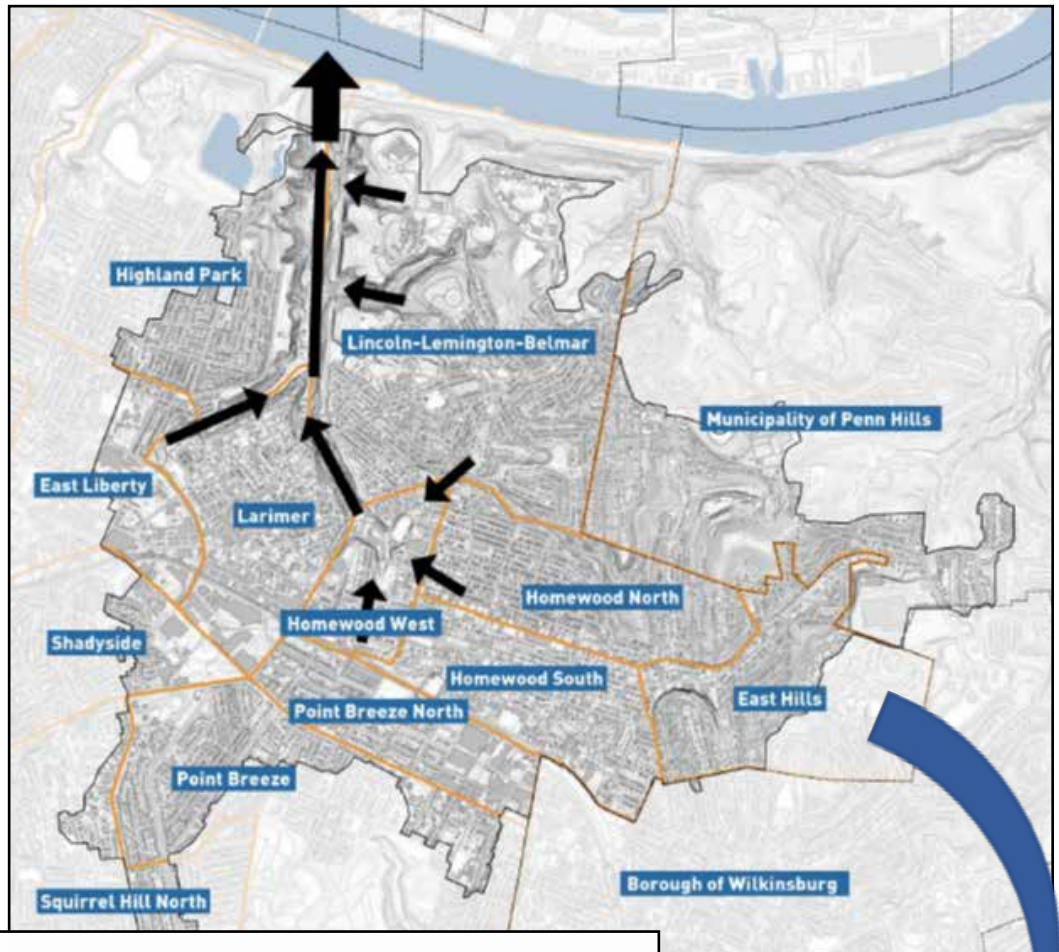 Highland Park
Lincoln-Lemington-Belmar
Municipality of Penn Hills
East Liberty
Larimer
Homewood North
Homewood West
Shadyside
Homewood South
East Hills
Point Breeze North
Point Breeze
Borough of Wilkinsburg
Squirrel Hill North